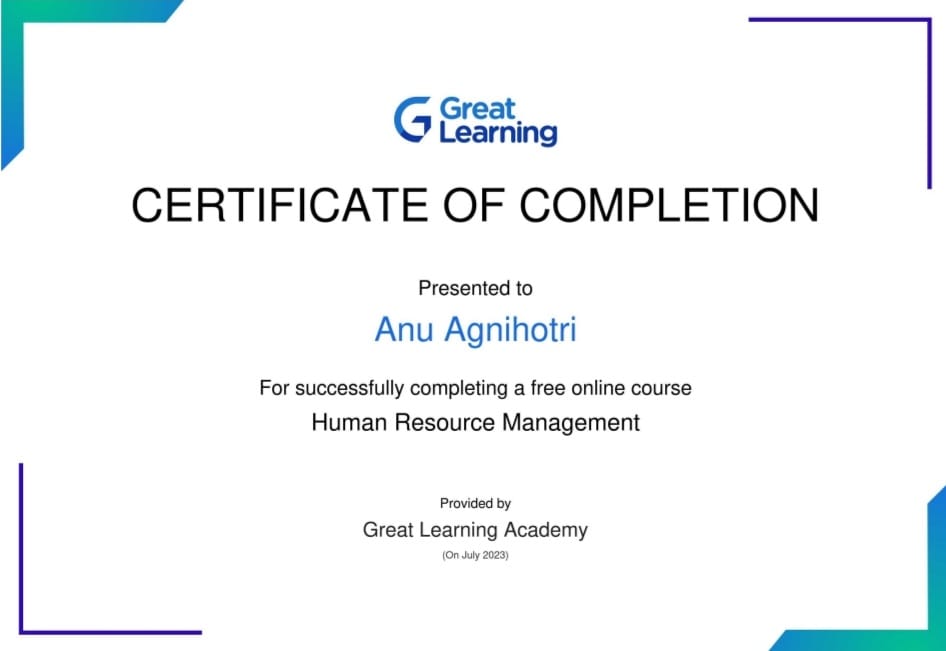 Great
Learning
CERTIFICATE OF COMPLETION
Presented to
Anu Agnihotri
For successfully completing a free online course
Human Resource Management
Provided by
Great Learning Academy
(On July 2023)